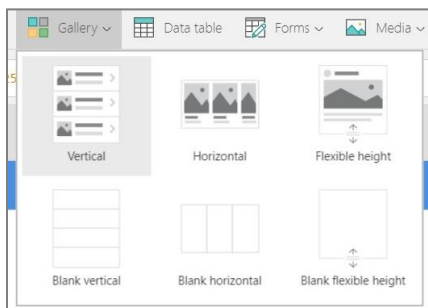 Gallery Data table Forms Media
Vertical Horizontal Flexible height
Blank vertical Blank horizontal Blank flexible height